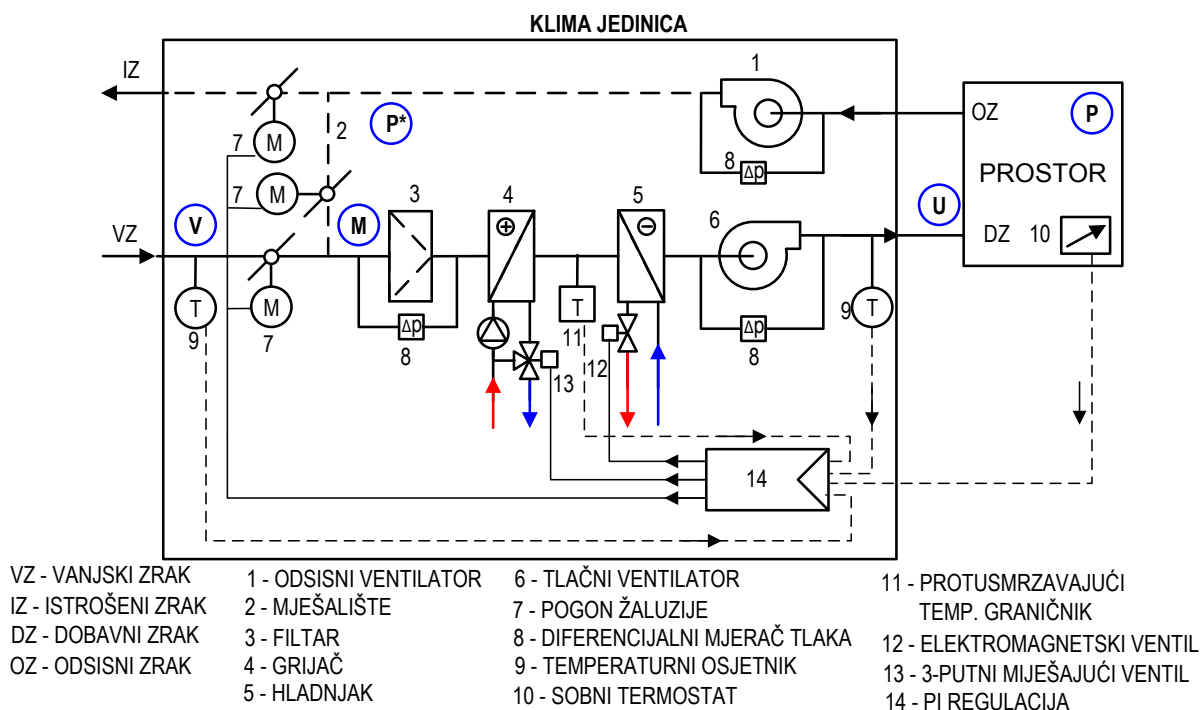 KLIMA JEDINICA
IZ
1
7
M
2
P*
8
Δp
OZ
P
PROSTOR
7
M
3
4
5
6
U
V
M
DZ
10
VZ
T
9
M
7
Δp
8
T
11
12
13
Δp
8
9
T
14
VZ - VANJSKI ZRAK
IZ - ISTROŠENI ZRAK
DZ - DOBAVNI ZRAK
OZ - ODSISNI ZRAK
1 - ODSISNI VENTILATOR
2 - MJEŠALIŠTE
3 - FILTAR
4 - GRIJAČ
5 - HLADNJAK
6 - TLAČNI VENTILATOR
7 - POGON ŽALUZIJE
8 - DIFERENCIJALNI MJERAČ TLAKA
9 - TEMPERATURNI OSJETNIK
10 - SOBNI TERMOSTAT
11 - PROTUSMRZAVAJUĆI
TEMP. GRANIČNIK
12 - ELEKTROMAGNETSKI VENTIL
13 - 3-PUTNI MIJEŠAJUĆI VENTIL
14 - PI REGULACIJA